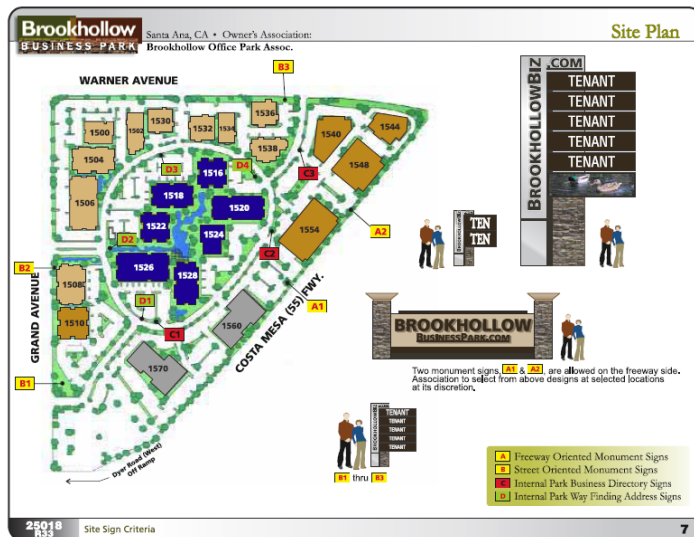 Brookhollow
BUSINESS PARK
Santa Ana, CA • Owner's Association:
Brookhollow Office Park Assoc.
Site Plan
WARNER AVENUE
B3
1536
1530
1502
1500
1532
1534
1538
1540
1544
1504
1548
D3
D4
1516
C3
1506
1518
1520
1522
1524
1554
A2
D2
C2
1526
1528
B2
1508
GRAND AVENUE
1510
D1
C1
1560
A1
COSTA MESA (55) FWY.
1570
B1
Dyer Road (West)
Off Ramp
BROOKHOLLOWBIZ.COM
TENANT
TENANT
TENANT
TENANT
TENANT
TEN
TEN
BROOKHOLLOW
BUSINESSPARK.COM
Two monument signs, A1 & A2, are allowed on the freeway side.
Association to select from above designs at selected locations
at its discretion.
TENANT
TENANT
TENANT
TENANT
TENANT
B1 thru B3
A Freeway Oriented Monument Signs
B Street Oriented Monument Signs
C Internal Park Business Directory Signs
D Internal Park Way Finding Address Signs
25018
R33
Site Sign Criteria
7